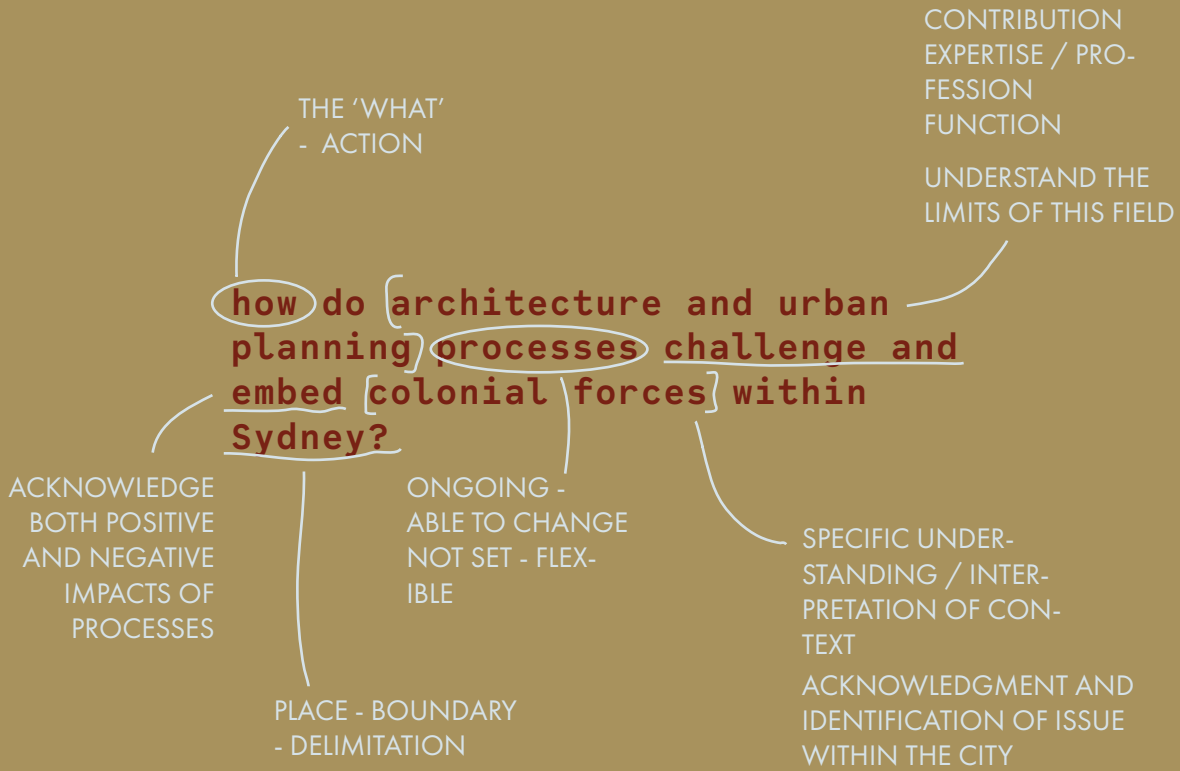 CONTRIBUTION
EXPERTISE / PRO-
FESSION
FUNCTION
UNDERSTAND THE
LIMITS OF THIS FIELD
THE ‘WHAT’
- ACTION
how do architecture and urban
planning processes challenge and
embed colonial forces within
Sydney?
ACKNOWLEDGE
BOTH POSITIVE
AND NEGATIVE
IMPACTS OF
PROCESSES
ONGOING -
ABLE TO CHANGE
NOT SET - FLEX-
IBLE
SPECIFIC UNDER-
STANDING / INTER-
PRETATION OF CON-
TEXT
ACKNOWLEDGMENT AND
IDENTIFICATION OF ISSUE
WITHIN THE CITY
PLACE - BOUNDARY
- DELIMITATION